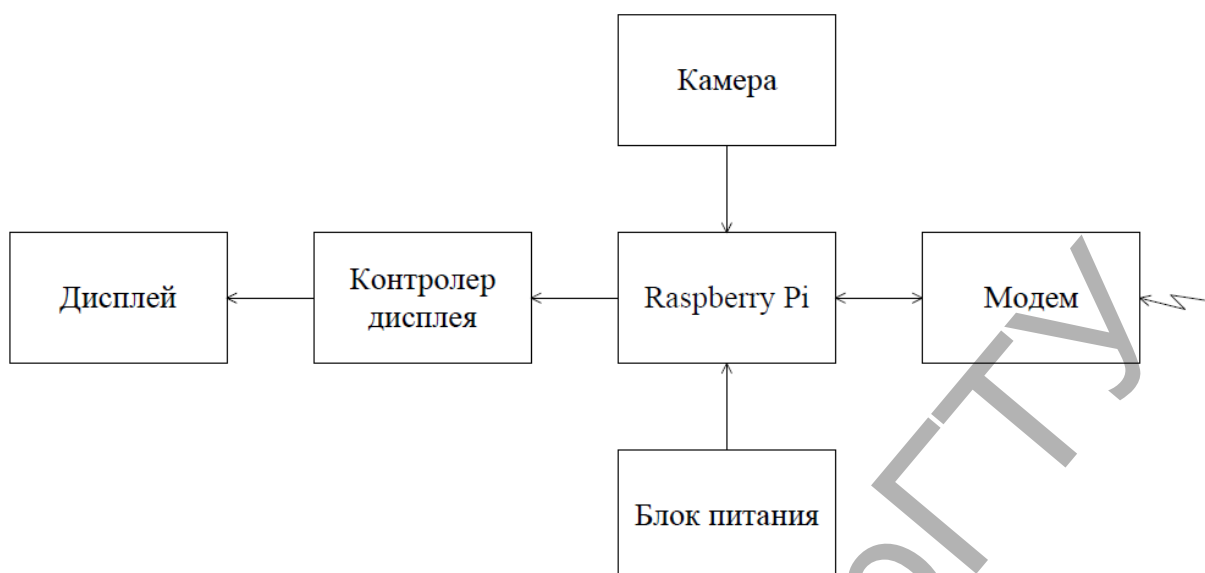 Камера
Дисплей
Контролер
дисплея
Raspberry Pi
Модем
Блок питания